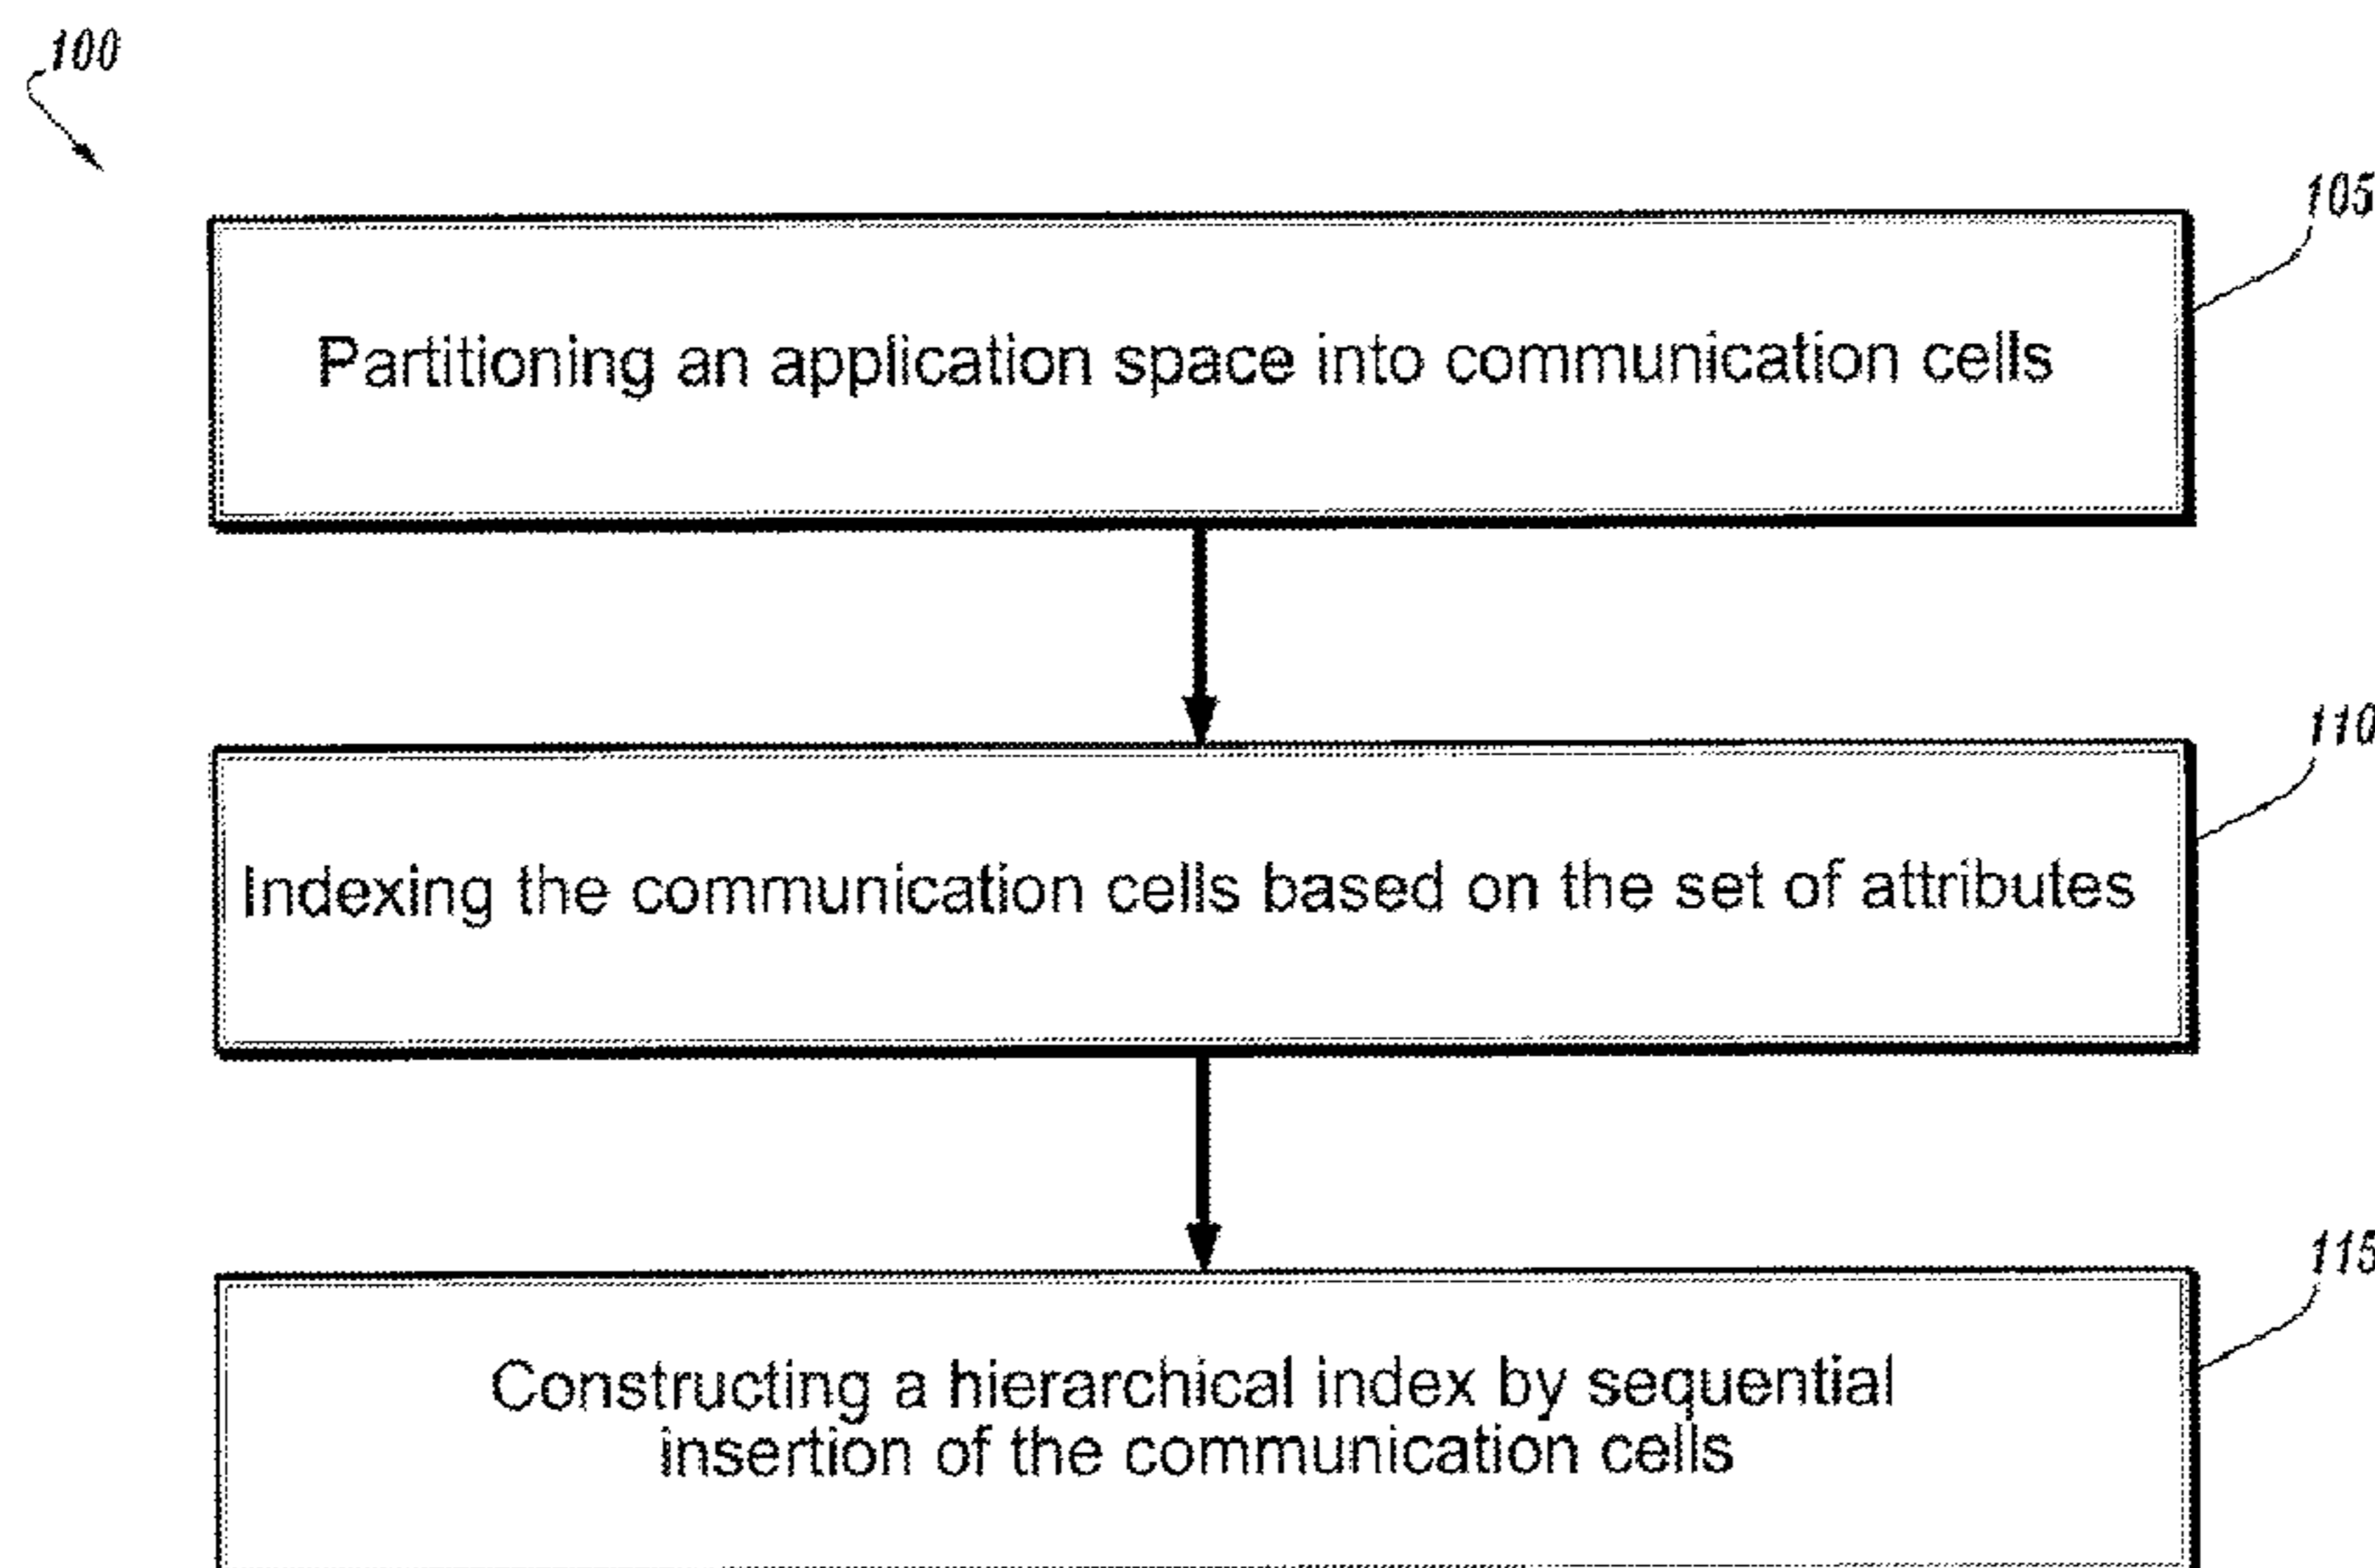 100
105
Partitioning an application space into communication cells
110
Indexing the communication cells based on the set of attributes
115
Constructing a hierarchical index by sequential
insertion of the communication cells